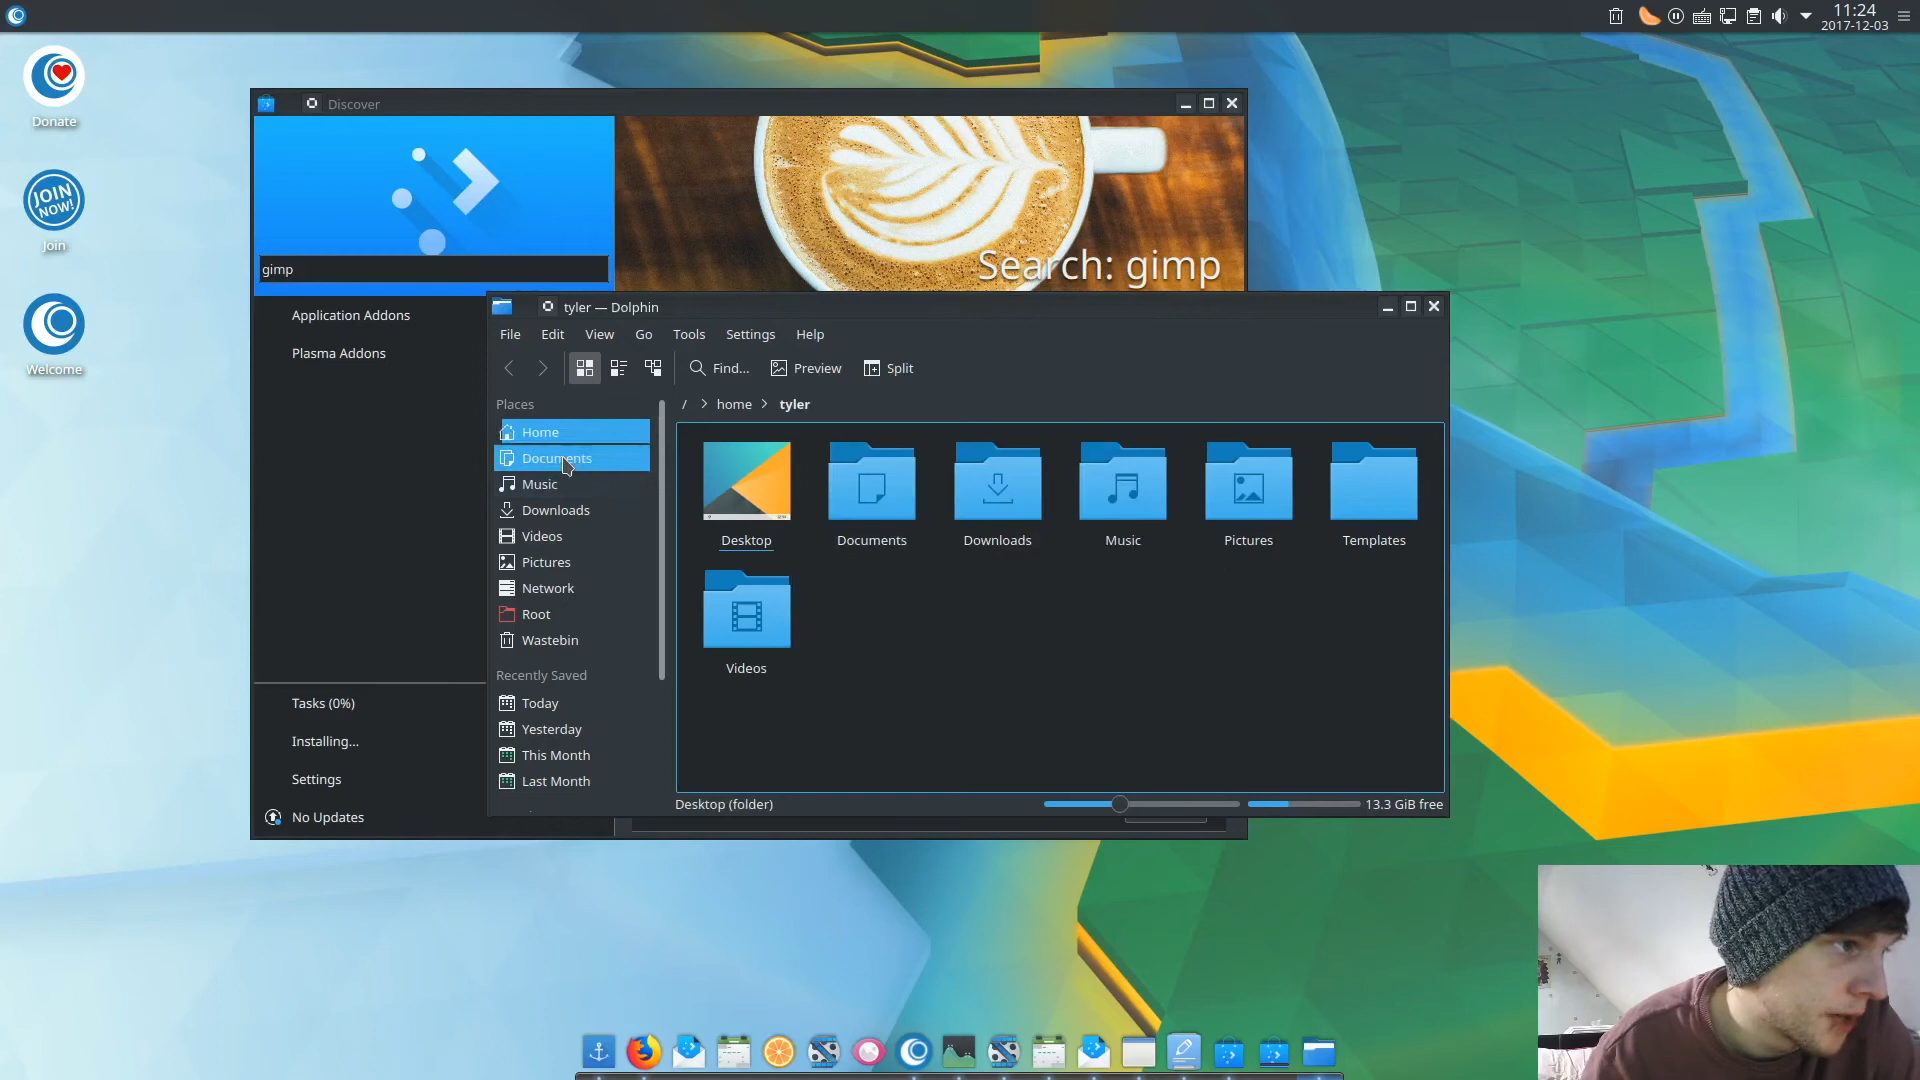 11:24
2017-12-03
Donate
JOIN
NOW!
Join
Welcome
Discover
gimp
Search: gimp
Application Addons
Plasma Addons
Tasks (0%)
Installing...
Settings
No Updates
tyler — Dolphin
File Edit View Go Tools Settings Help
Find... Preview Split
Places
/ > home > tyler
Home
Documents
Music
Downloads
Videos
Pictures
Network
Root
Wastebin
Recently Saved
Today
Yesterday
This Month
Last Month
Desktop Documents Downloads Music Pictures Templates
Videos
Desktop (folder)
13.3 GiB free